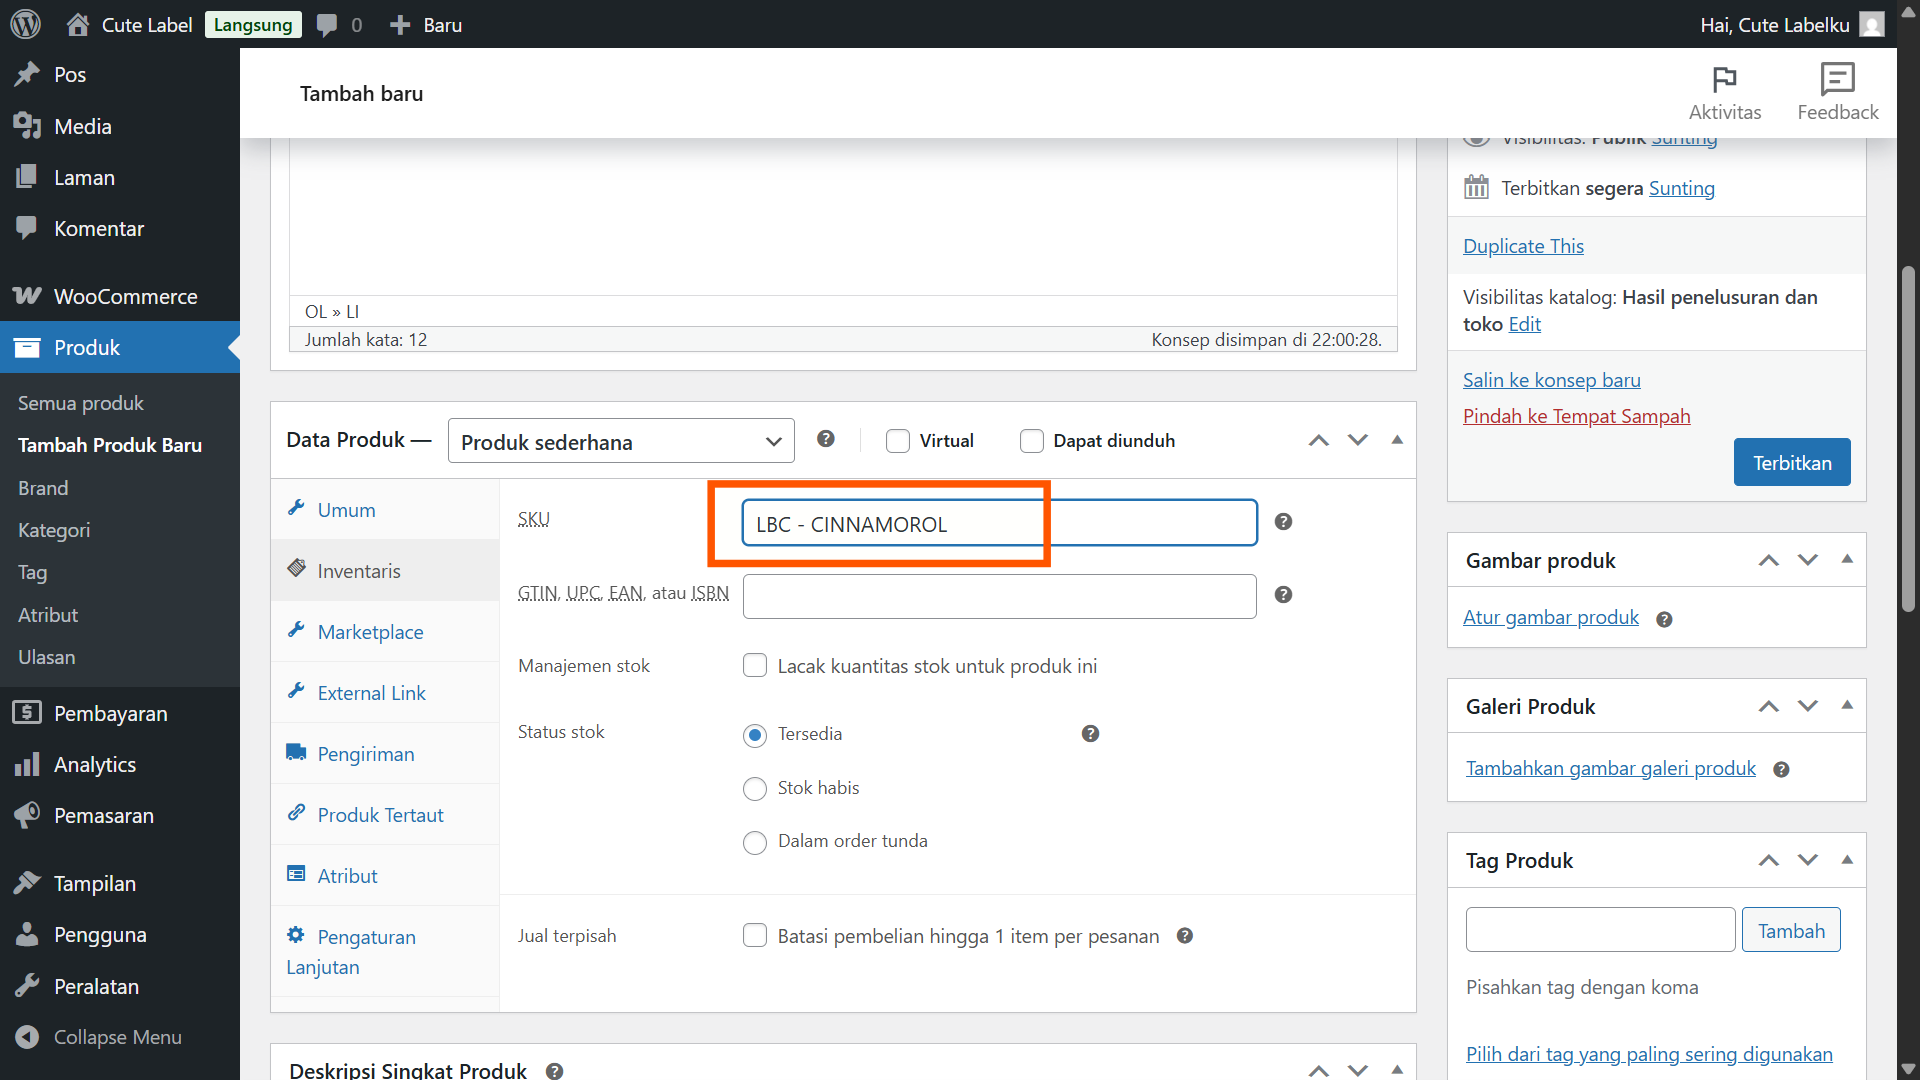 Cute Label
Langsung
0
Baru
Hai, Cute Labelku
Pos
Media
Laman
Komentar
WooCommerce
Produk
Semua produk
Tambah Produk Baru
Brand
Kategori
Tag
Atribut
Ulasan
Pembayaran
Analytics
Pemasaran
Tampilan
Pengguna
Peralatan
Collapse Menu
Tambah baru
Aktivitas
Feedback
OL » LI
Jumlah kata: 12
Konsep disimpan di 22:00:28.
Data Produk —
Produk sederhana
Virtual
Dapat diunduh
Umum
Inventaris
Marketplace
External Link
Pengiriman
Produk Tertaut
Atribut
Pengaturan
Lanjutan
SKU
LBC - CINNAMOROL
GTIN, UPC, EAN, atau ISBN
Manajemen stok
Lacak kuantitas stok untuk produk ini
Status stok
Tersedia
Stok habis
Dalam order tunda
Jual terpisah
Batasi pembelian hingga 1 item per pesanan
Deskripsi Singkat Produk
Visibilitas: Publik Sunting
Terbitkan segera Sunting
Duplicate This
Visibilitas katalog: Hasil penelusuran dan
toko Edit
Salin ke konsep baru
Pindah ke Tempat Sampah
Terbitkan
Gambar produk
Atur gambar produk
Galeri Produk
Tambahkan gambar galeri produk
Tag Produk
Tambah
Pisahkan tag dengan koma
Pilih dari tag yang paling sering digunakan